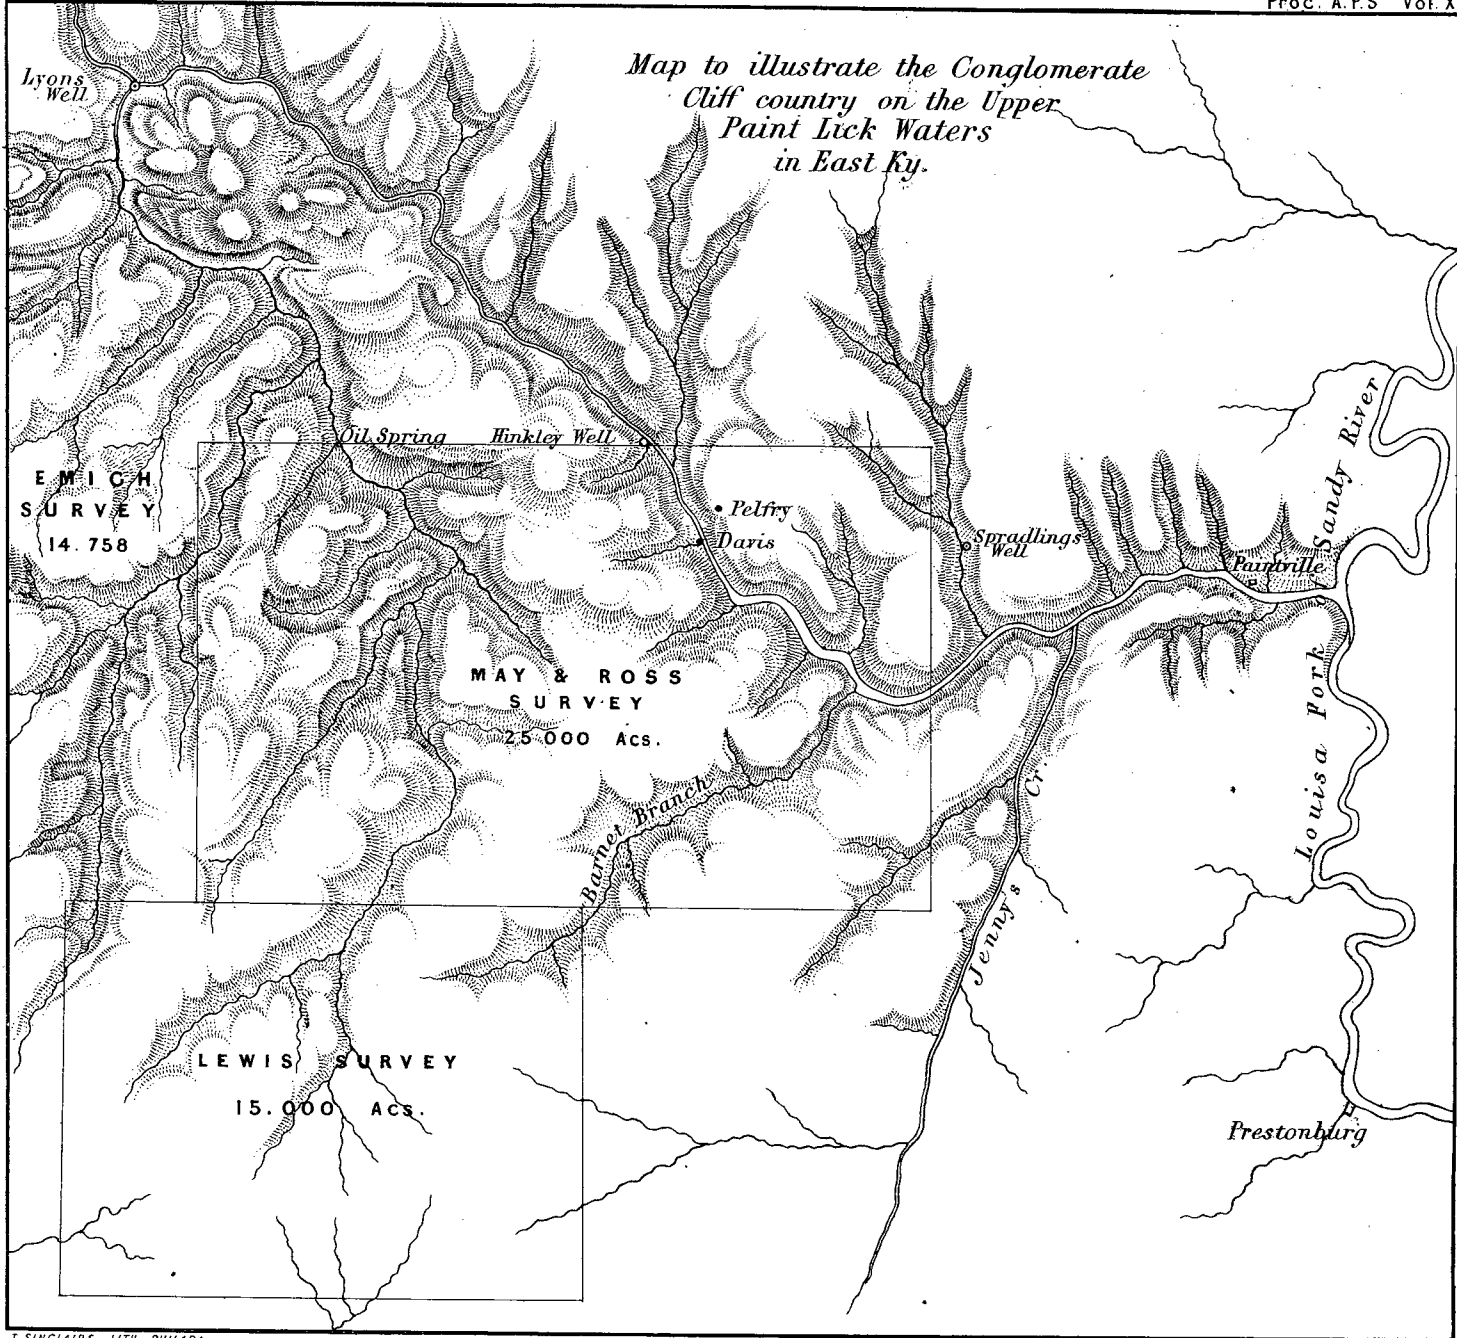 Proc. A.P.S Vol. X
Map to illustrate the Conglomerate
Cliff country on the Upper
Paint Lick Waters
in East Ky.
Lyons
Well
Oil Spring
Hinkley Well
EMICH
SURVEY
14.758
Pelfry
Davis
Spradlings
Well
Paintville
Louisa Fork of Sandy River
MAY & ROSS
SURVEY
25.000 Acs.
Barnet Branch
Jenny's Cr.
LEWIS SURVEY
15.000 Acs.
Prestonburg
T. SINCLAIRS LITH. PHILADA